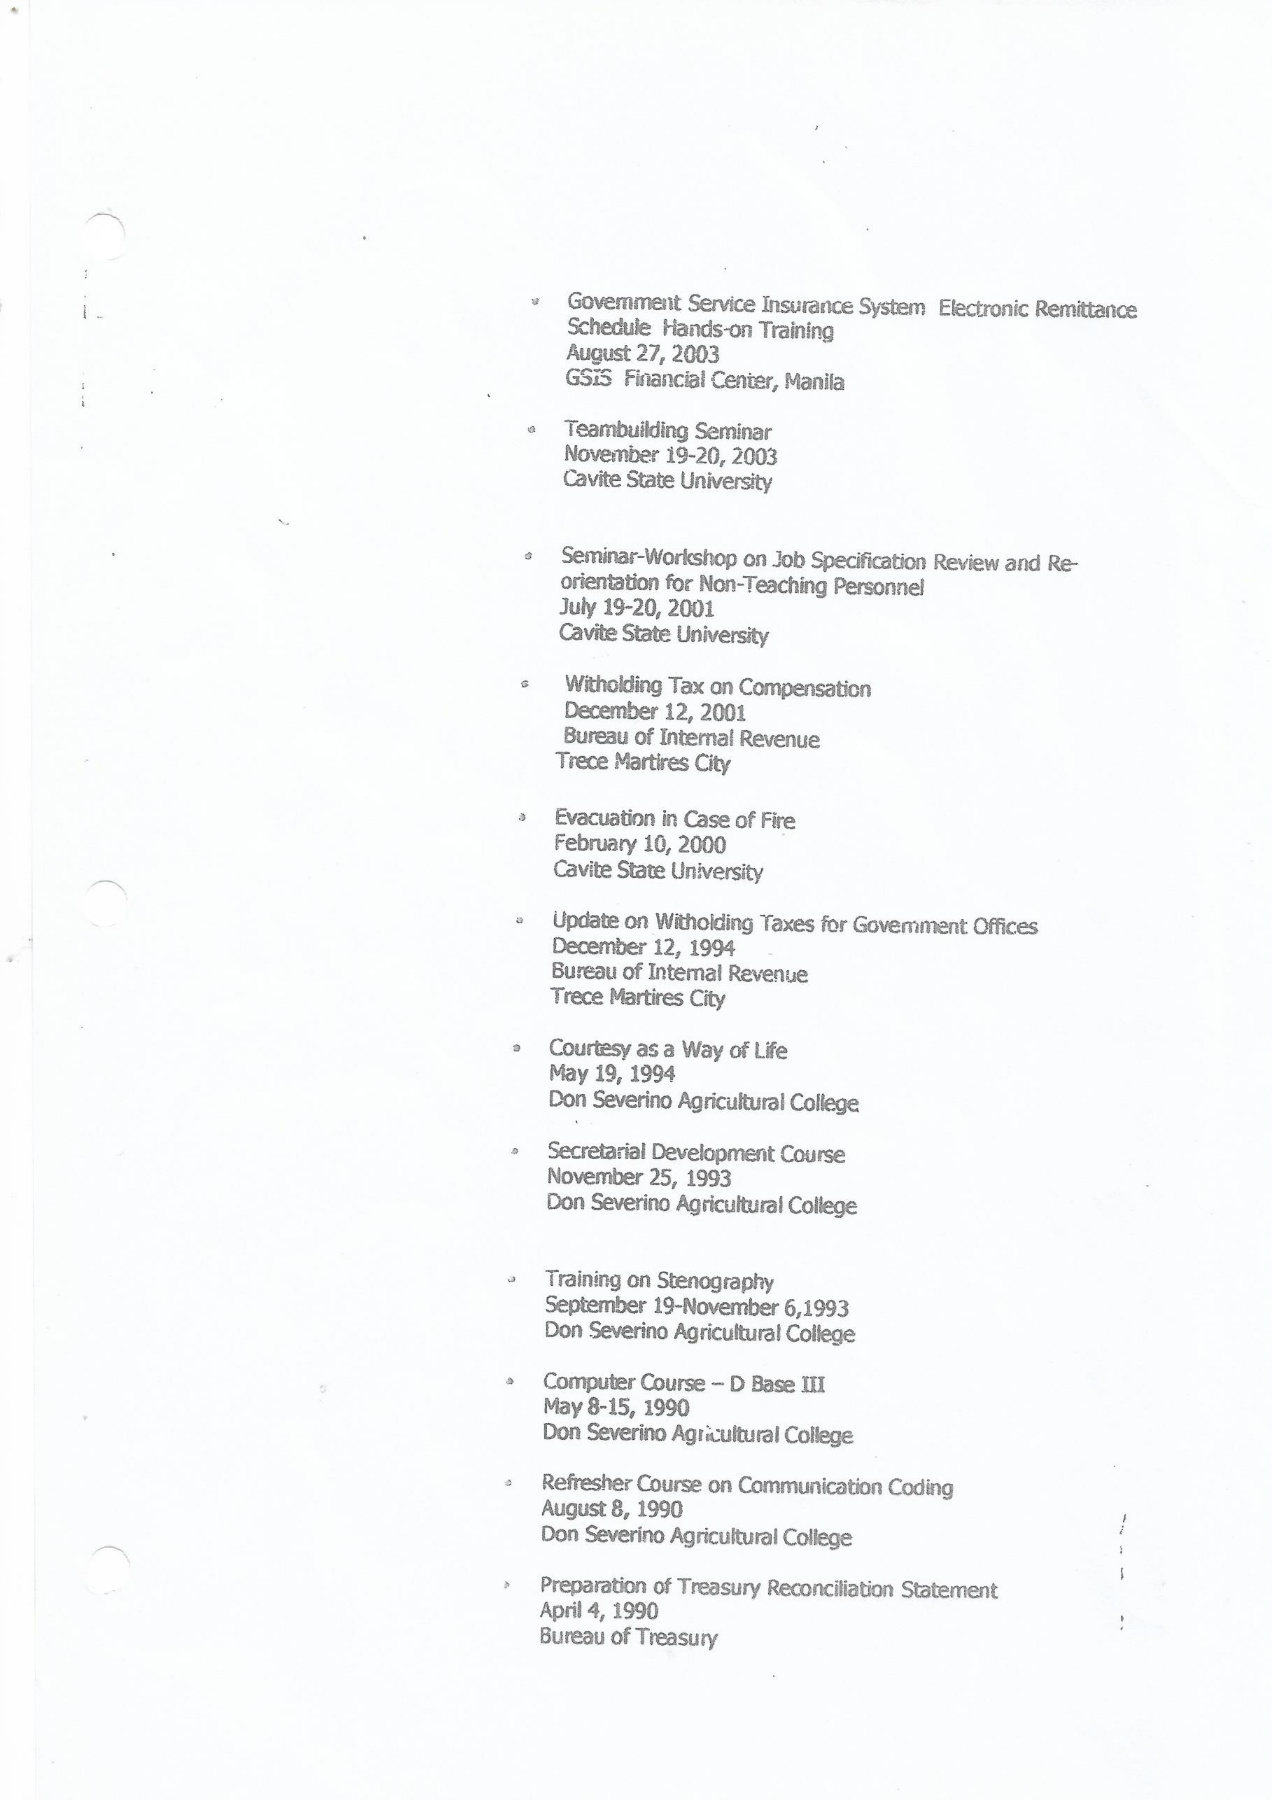 • Government Service Insurance System Electronic Remittance
Schedule Hands-on Training
August 27, 2003
GSIS Financial Center, Manila
• Teambuilding Seminar
November 19-20, 2003
Cavite State University
• Seminar-Workshop on Job Specification Review and Re-
orientation for Non-Teaching Personnel
July 19-20, 2001
Cavite State University
• Witholding Tax on Compensation
December 12, 2001
Bureau of Internal Revenue
Trece Martires City
• Evacuation in Case of Fire
February 10, 2000
Cavite State University
• Update on Witholding Taxes for Government Offices
December 12, 1994
Bureau of Internal Revenue
Trece Martires City
• Courtesy as a Way of Life
May 19, 1994
Don Severino Agricultural College
• Secretarial Development Course
November 25, 1993
Don Severino Agricultural College
• Training on Stenography
September 19-November 6,1993
Don Severino Agricultural College
• Computer Course – D Base III
May 8-15, 1990
Don Severino Agricultural College
• Refresher Course on Communication Coding
August 8, 1990
Don Severino Agricultural College
• Preparation of Treasury Reconciliation Statement
April 4, 1990
Bureau of Treasury